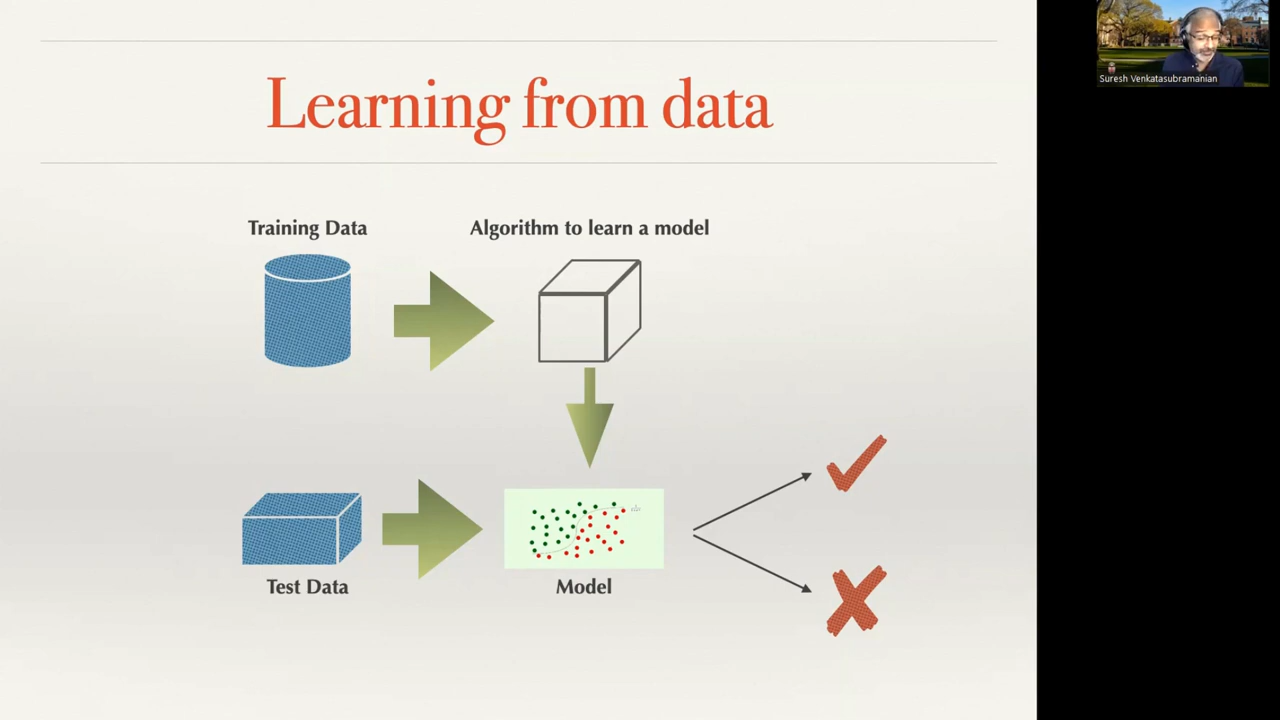 Learning from data
Suresh Venkatasubramanian
Training Data
Algorithm to learn a model
Test Data
Model